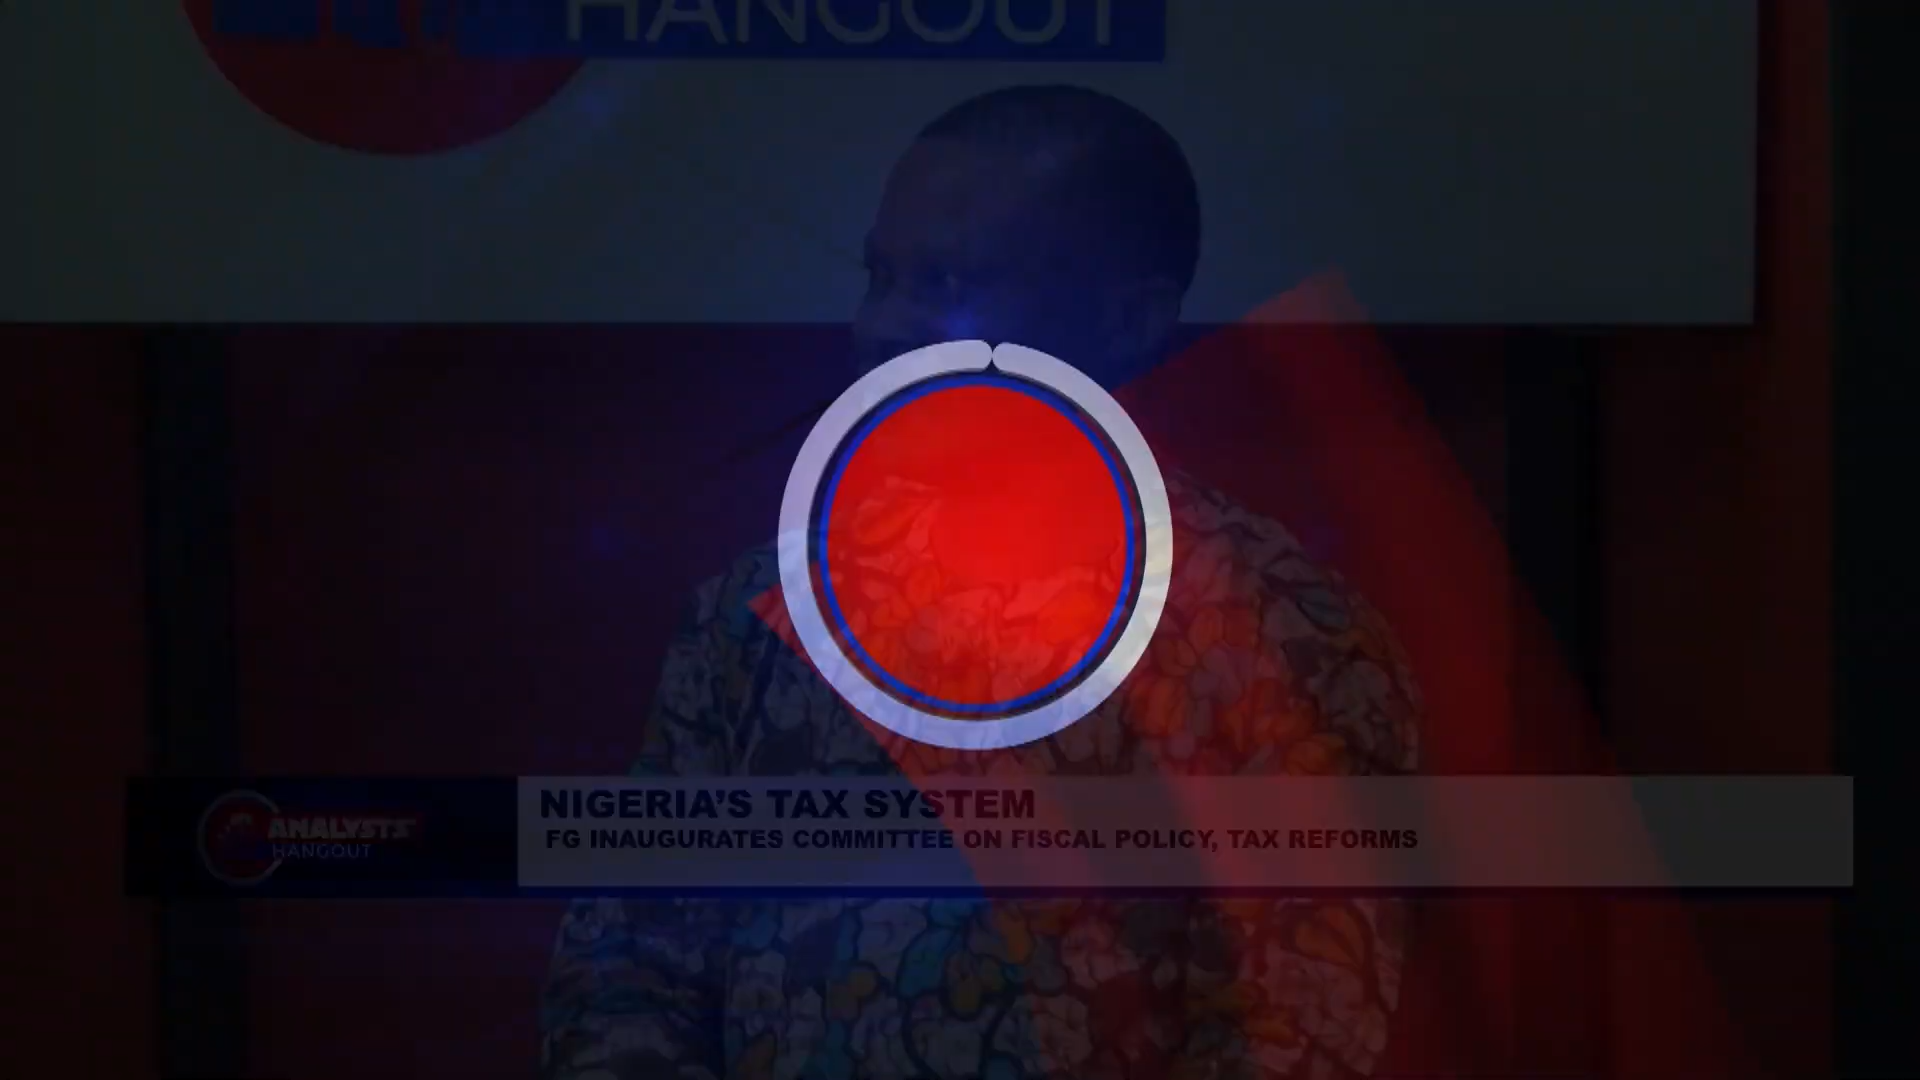 HANGOUT
NIGERIA'S TAX SYSTEM
FG INAUGURATES COMMITTEE ON FISCAL POLICY, TAX REFORMS
ANALYSTS'
HANGOUT